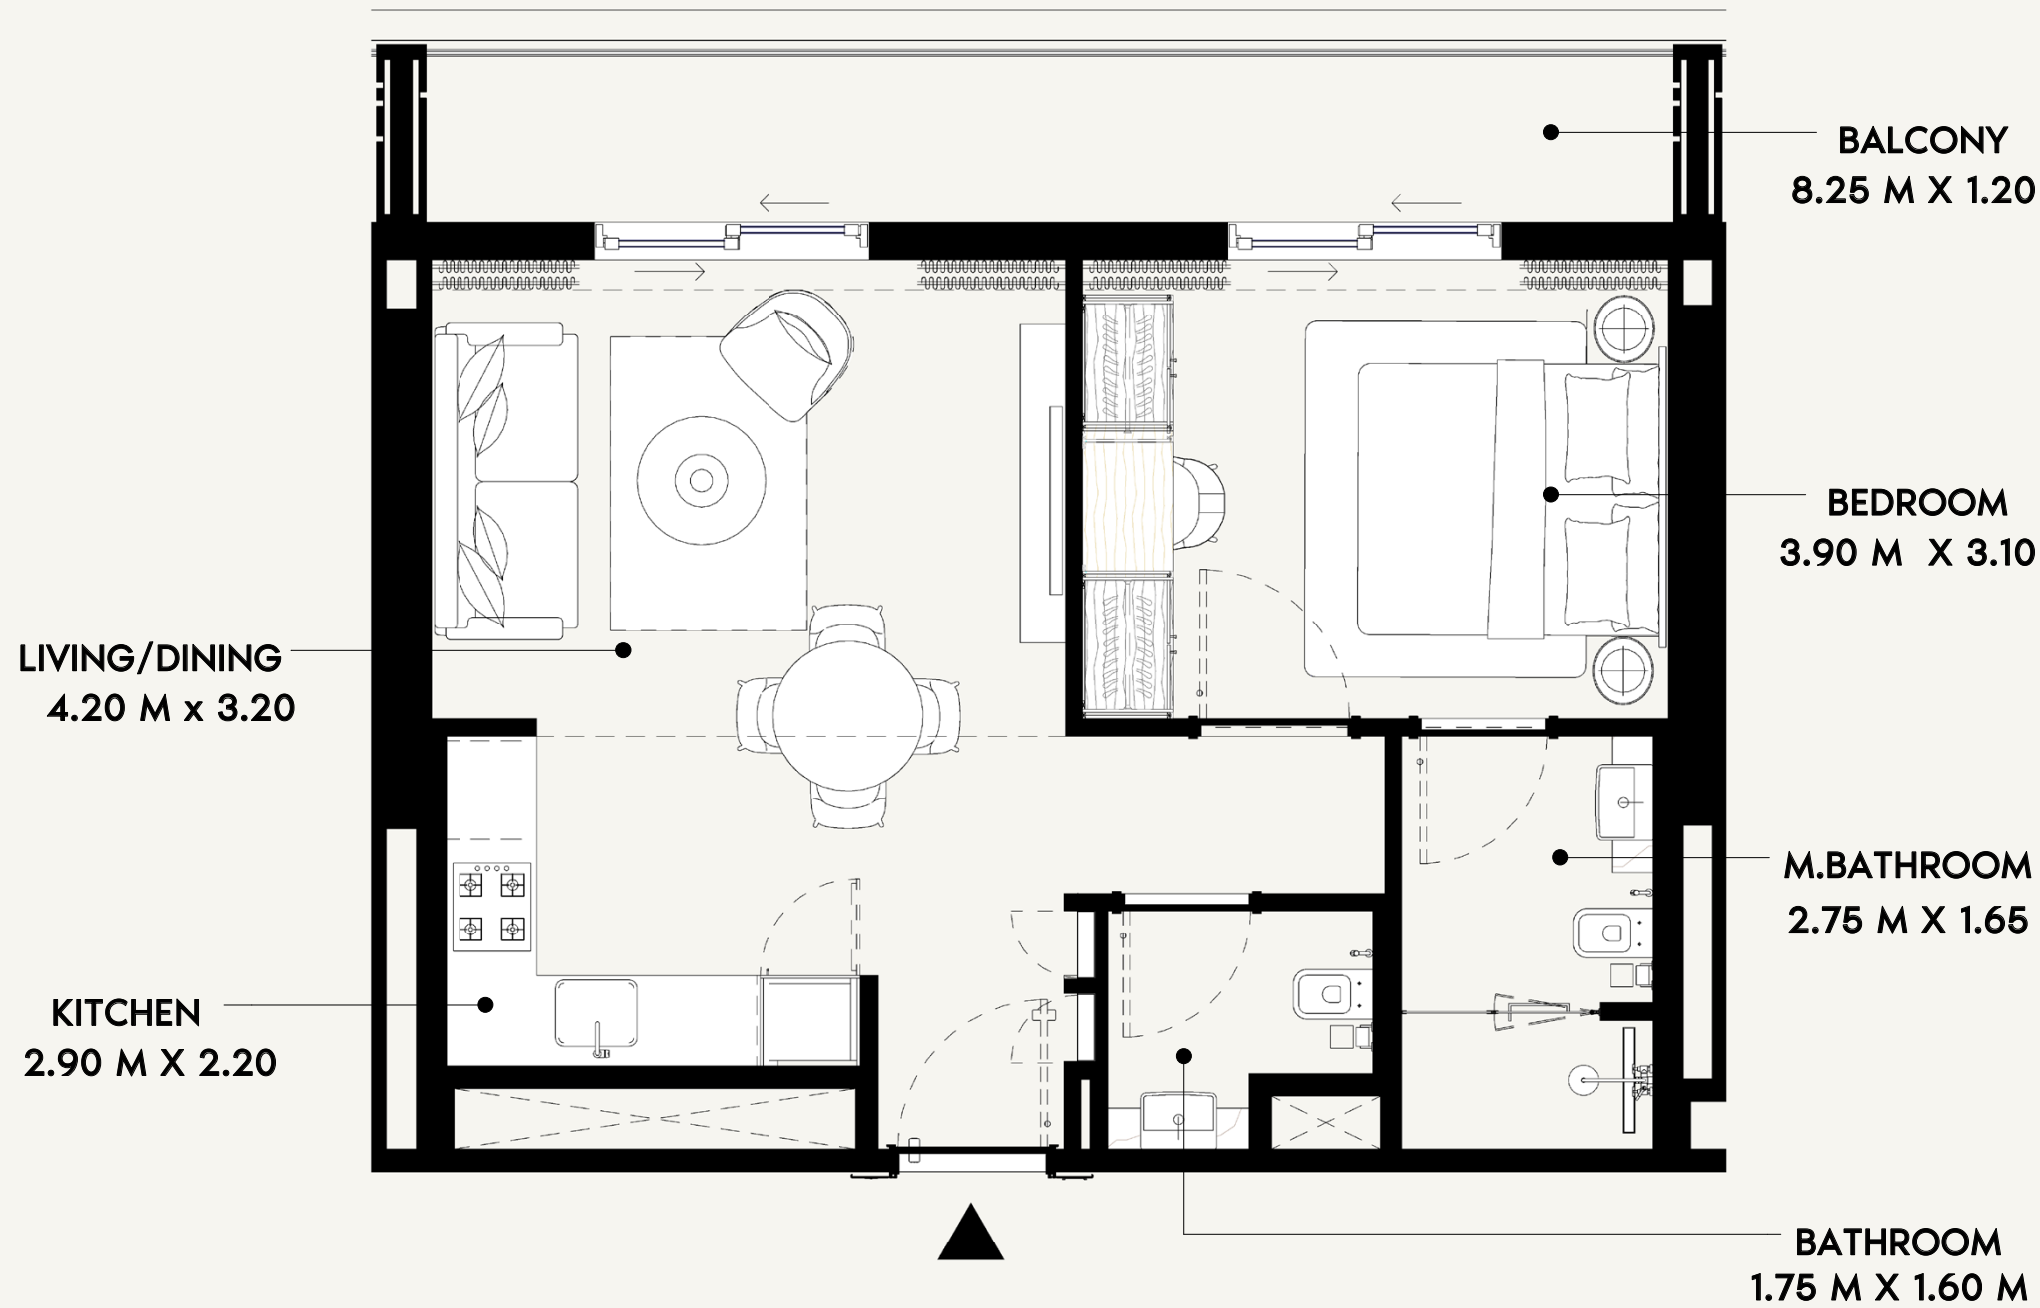 BALCONY
8.25 M X 1.20
BEDROOM
3.90 M X 3.10
LIVING/DINING
4.20 M x 3.20
M.BATHROOM
2.75 M X 1.65
KITCHEN
2.90 M X 2.20
BATHROOM
1.75 M X 1.60 M